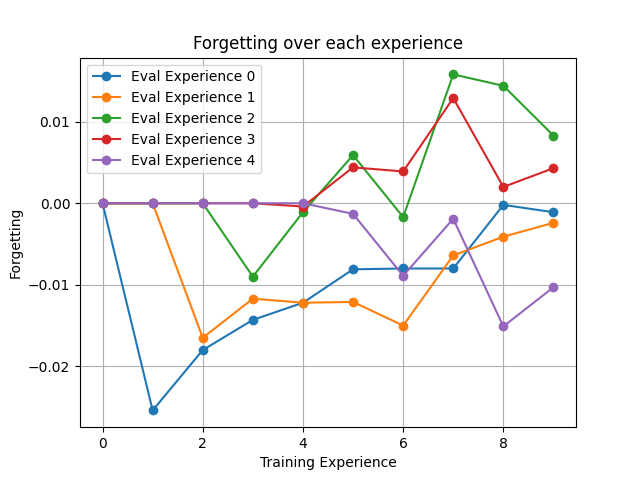 Forgetting over each experience
Eval Experience 0
Eval Experience 1
Eval Experience 2
Eval Experience 3
Eval Experience 4
0.01
0.00
−0.01
−0.02
Forgetting
0 2 4 6 8
Training Experience